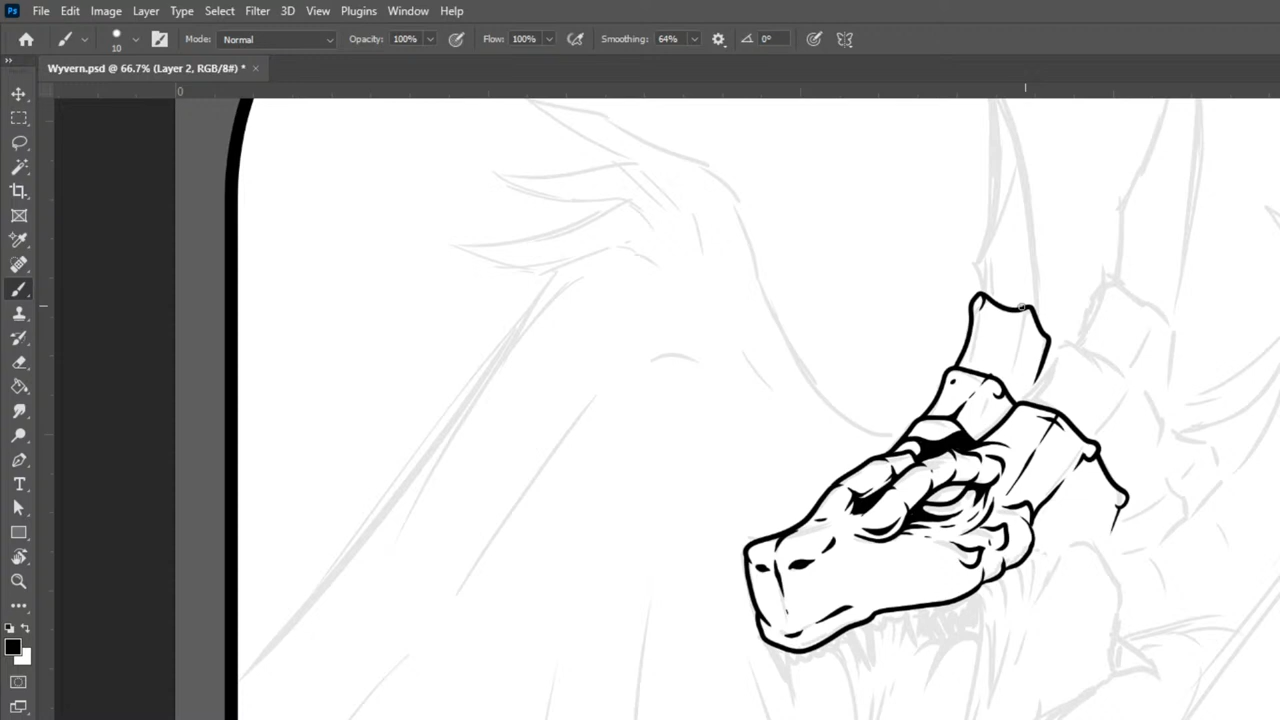 Ps File Edit Image Layer Type Select Filter 3D View Plugins Window Help
10 Mode: Normal Opacity: 100% Flow: 100% Smoothing: 64% 0°
Wyvern.psd @ 66.7% (Layer 2, RGB/8#) * ×
0
T